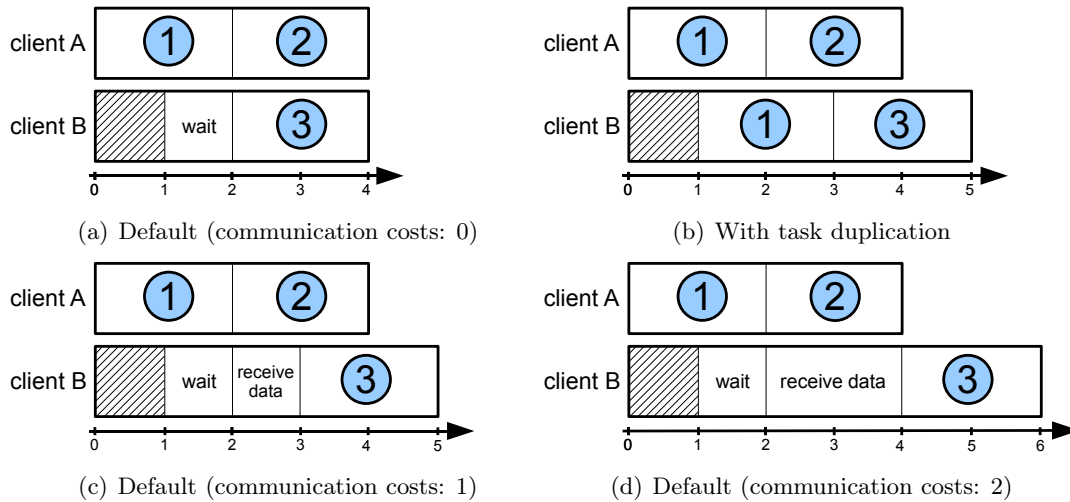 client A 1 2
client B wait 3
0 1 2 3 4
(a) Default (communication costs: 0)
client A 1 2
client B 1 3
0 1 2 3 4 5
(b) With task duplication
client A 1 2
client B wait receive data 3
0 1 2 3 4 5
(c) Default (communication costs: 1)
client A 1 2
client B wait receive data 3
0 1 2 3 4 5 6
(d) Default (communication costs: 2)